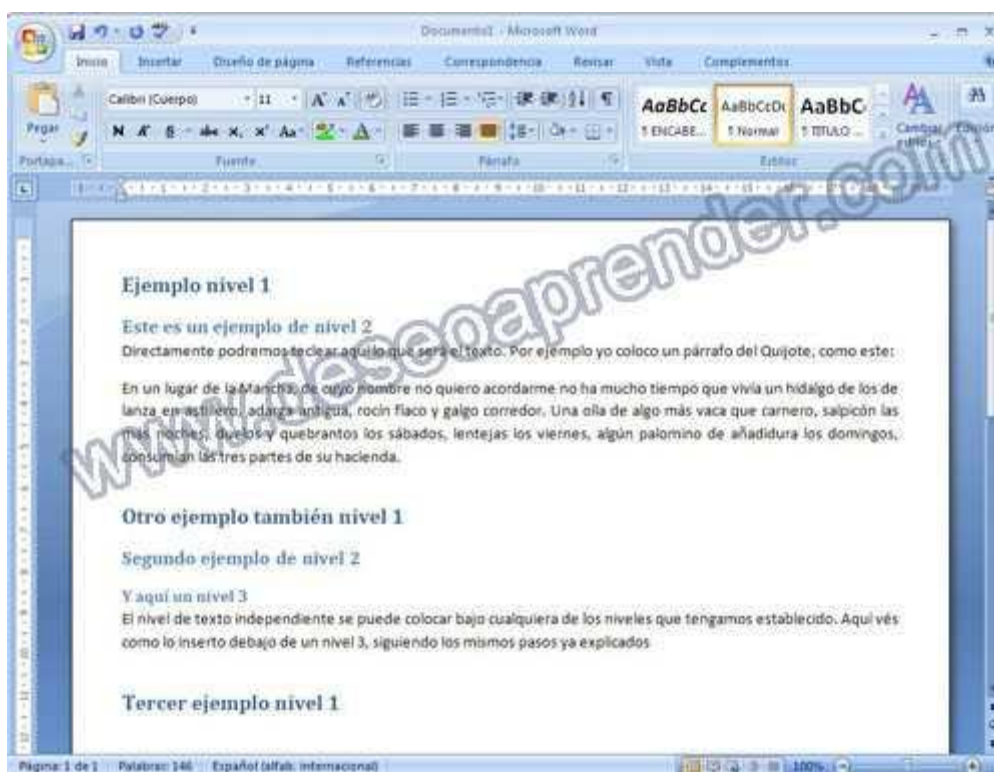 Documento2 - Microsoft Word
Inicio Insertar Diseño de página Referencias Correspondencia Revisar Vista Complementos
Calibri (Cuerpo) 11
AaBbCc AaBbCcDc AaBbC
Pegar
N K S abc x, x' Aa A
¶ ENCABE... ¶ Normal ¶ TÍTULO ... Cambiar Edición
Portapa... Fuente Párrafo Estilos
www.deseoaprender.com
Ejemplo nivel 1
Este es un ejemplo de nivel 2
Directamente podremos teclear aquello que será el texto. Por ejemplo yo coloco un párrafo del Quijote, como este:
En un lugar de la Mancha, de cuyo nombre no quiero acordarme no ha mucho tiempo que vivía un hidalgo de los de
lanza en astillero, adarga antigua, rocín flaco y galgo corredor. Una olla de algo más vaca que carnero, salpicón las
más noches, duelos y quebrantos los sábados, lentejas los viernes, algún palomino de añadidura los domingos,
consumían las tres partes de su hacienda.
Otro ejemplo también nivel 1
Segundo ejemplo de nivel 2
Y aquí un nivel 3
El nivel de texto independiente se puede colocar bajo cualquiera de los niveles que tengamos establecido. Aquí vés
como lo inserto debajo de un nivel 3, siguiendo los mismos pasos ya explicados
Tercer ejemplo nivel 1
Página: 1 de 1 Palabras: 146 Español (alfab. internacional) 100%